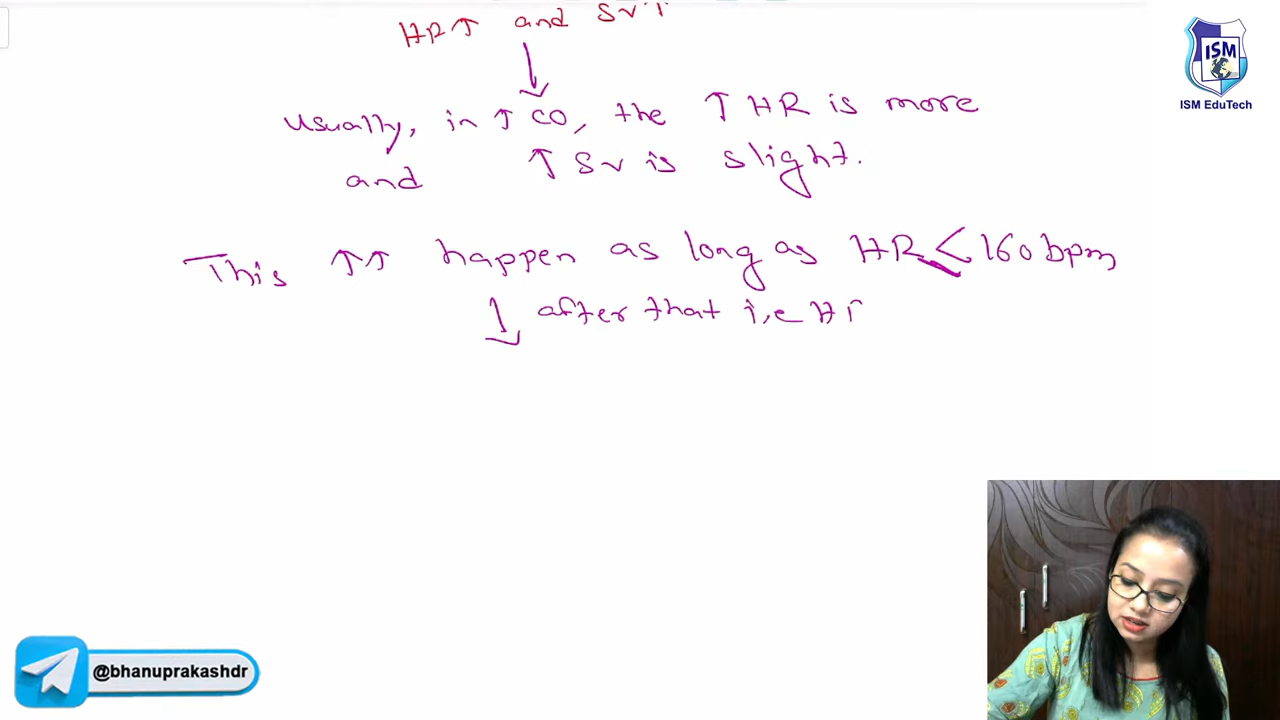 HR↑ and SV↑
usually, in ↑ CO, the ↑ HR is more
and ↑ SV is slight.
This ↑↑ happen as long as HR < 160 bpm
↓ after that i.e H
ISM
ISM EduTech
@bhanuprakashdr